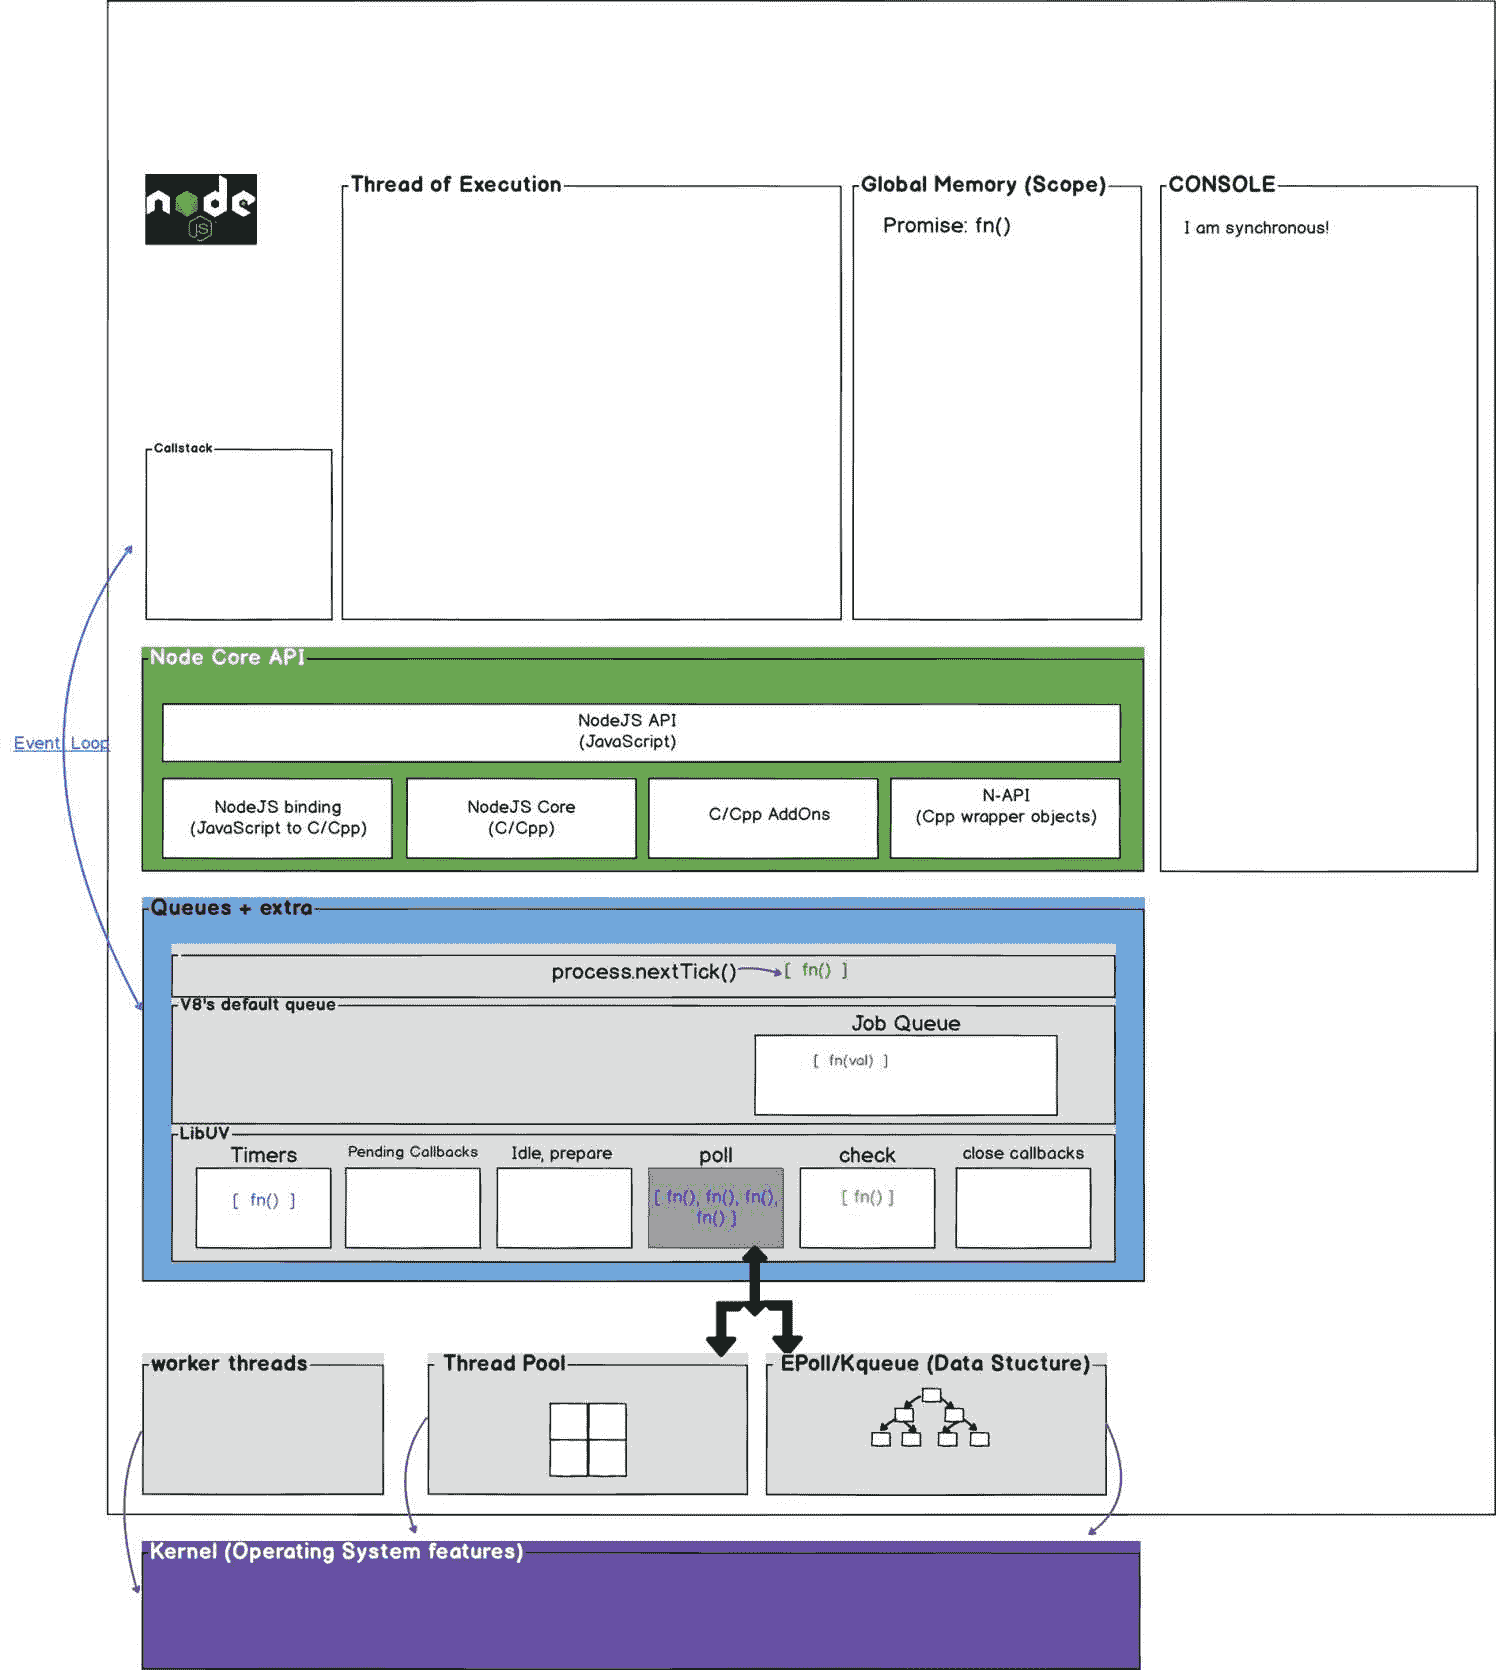 node
JS
Thread of Execution
Global Memory (Scope)
Promise: fn()
CONSOLE
I am synchronous!
Callstack
Event Loop
Node Core API
NodeJS API
(JavaScript)
NodeJS binding
(JavaScript to C/Cpp)
NodeJS Core
(C/Cpp)
C/Cpp AddOns
N-API
(Cpp wrapper objects)
Queues + extra
process.nextTick()
[ fn() ]
V8's default queue
Job Queue
[ fn(val) ]
LibUV
Timers
[ fn() ]
Pending Callbacks
Idle, prepare
poll
[ fn(), fn(), fn(),
fn() ]
check
[ fn() ]
close callbacks
worker threads
Thread Pool
EPoll/Kqueue (Data Stucture)
Kernel (Operating System features)